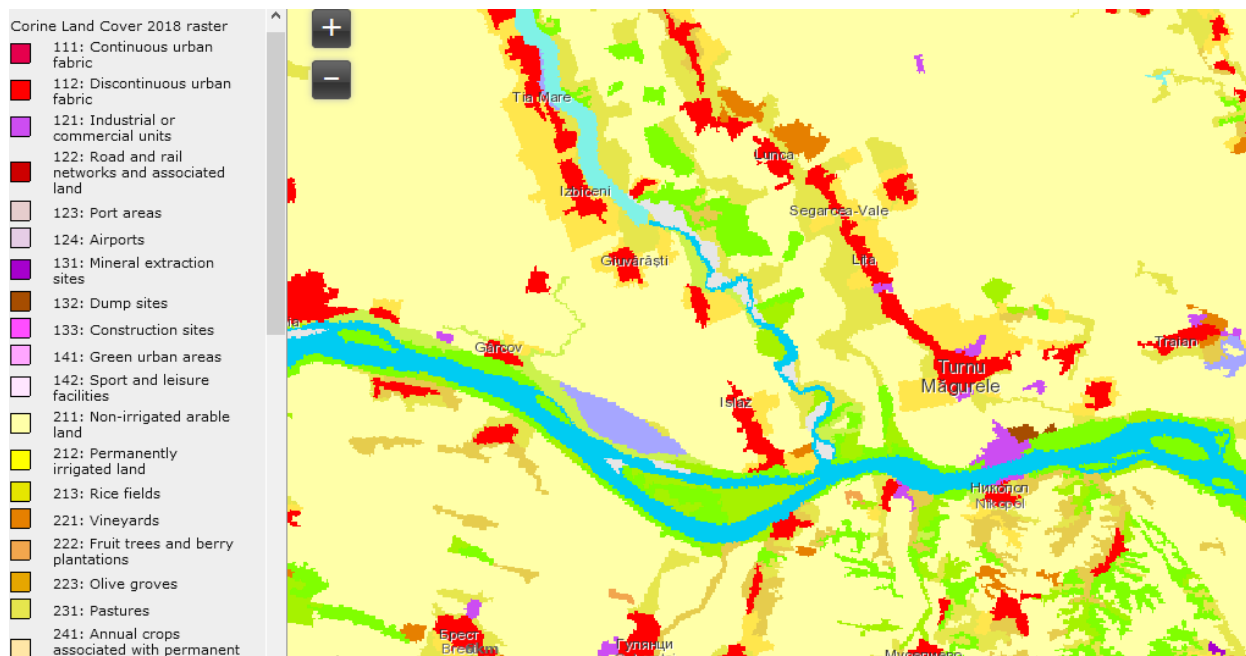 Corine Land Cover 2018 raster
111: Continuous urban
fabric
112: Discontinuous urban
fabric
121: Industrial or
commercial units
122: Road and rail
networks and associated
land
123: Port areas
124: Airports
131: Mineral extraction
sites
132: Dump sites
133: Construction sites
141: Green urban areas
142: Sport and leisure
facilities
211: Non-irrigated arable
land
212: Permanently
irrigated land
213: Rice fields
221: Vineyards
222: Fruit trees and berry
plantations
223: Olive groves
231: Pastures
241: Annual crops
associated with permanent
+
−
Tia Mare
Lunca
Izbiceni
Segarcea-Vale
Giuvărăști
Lița
Gârcov
Traian
Turnu
Măgurele
Islaz
Никопол
Nikopol
Брест
Гулянци